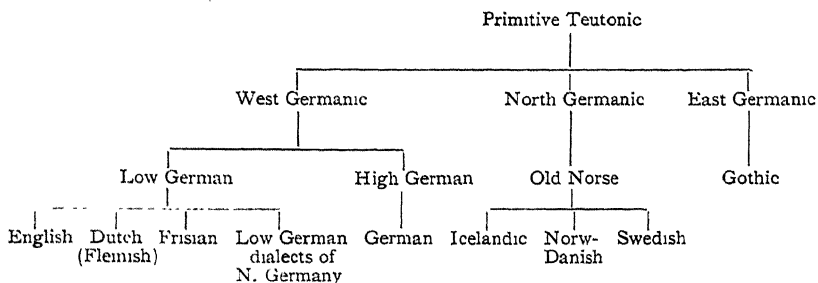 Primitive Teutonic
West Germanic North Germanic East Germanic
Low German High German Old Norse Gothic
English Dutch Frisian Low German German Icelandic Norw- Swedish
(Flemish) dialects of Danish
N. Germany